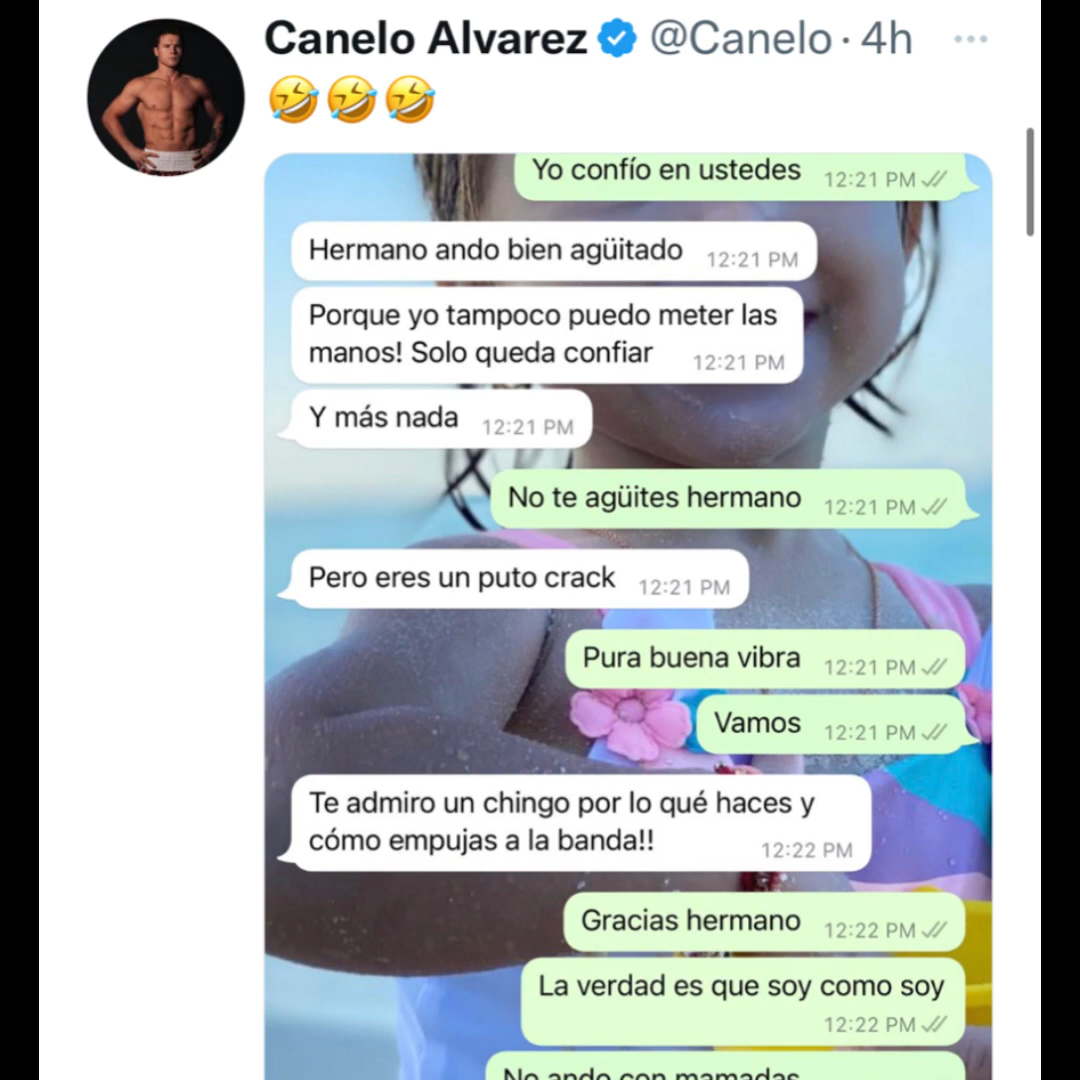 Canelo Alvarez @Canelo · 4h
🤣🤣🤣
Yo confío en ustedes 12:21 PM
Hermano ando bien agüitado 12:21 PM
Porque yo tampoco puedo meter las
manos! Solo queda confiar 12:21 PM
Y más nada 12:21 PM
No te agüites hermano 12:21 PM
Pero eres un puto crack 12:21 PM
Pura buena vibra 12:21 PM
Vamos 12:21 PM
Te admiro un chingo por lo qué haces y
cómo empujas a la banda!! 12:22 PM
Gracias hermano 12:22 PM
La verdad es que soy como soy
12:22 PM
No ando con mamadas